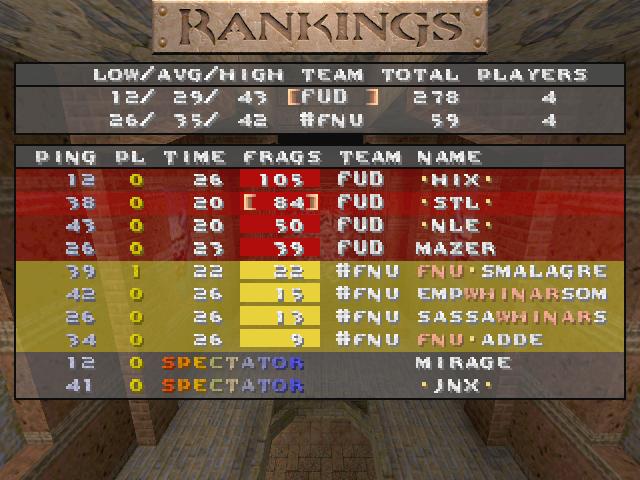 RANKINGS
LOW/AVG/HIGH TEAM TOTAL PLAYERS
12/ 29/ 43 [FUD ] 278 4
26/ 35/ 42 #FNU 59 4
PING PL TIME FRAGS TEAM NAME
12 0 26 105 FUD ·HIX·
38 0 20 [ 84] FUD ·STL·
43 0 20 50 FUD ·NLE·
26 0 23 39 FUD MAZER
39 1 22 22 #FNU FNU·SMALAGRE
42 0 26 15 #FNU EMPWHINARSOM
26 0 26 13 #FNU SASSAWHINARS
34 0 26 9 #FNU FNU·ADDE
12 0 SPECTATOR MIRAGE
41 0 SPECTATOR ·JNX·